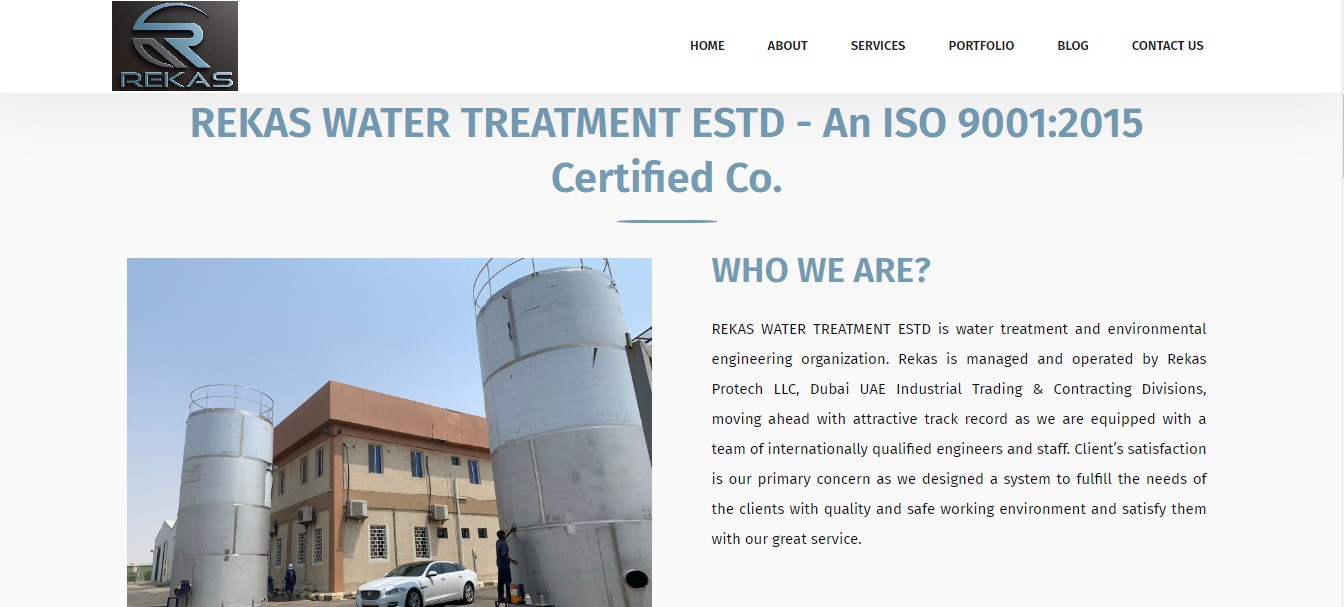 REKAS
HOME
ABOUT
SERVICES
PORTFOLIO
BLOG
CONTACT US
REKAS WATER TREATMENT ESTD - An ISO 9001:2015
Certified Co.
WHO WE ARE?
REKAS WATER TREATMENT ESTD is water treatment and environmental
engineering organization. Rekas is managed and operated by Rekas
Protech LLC, Dubai UAE Industrial Trading & Contracting Divisions,
moving ahead with attractive track record as we are equipped with a
team of internationally qualified engineers and staff. Client’s satisfaction
is our primary concern as we designed a system to fulfill the needs of
the clients with quality and safe working environment and satisfy them
with our great service.